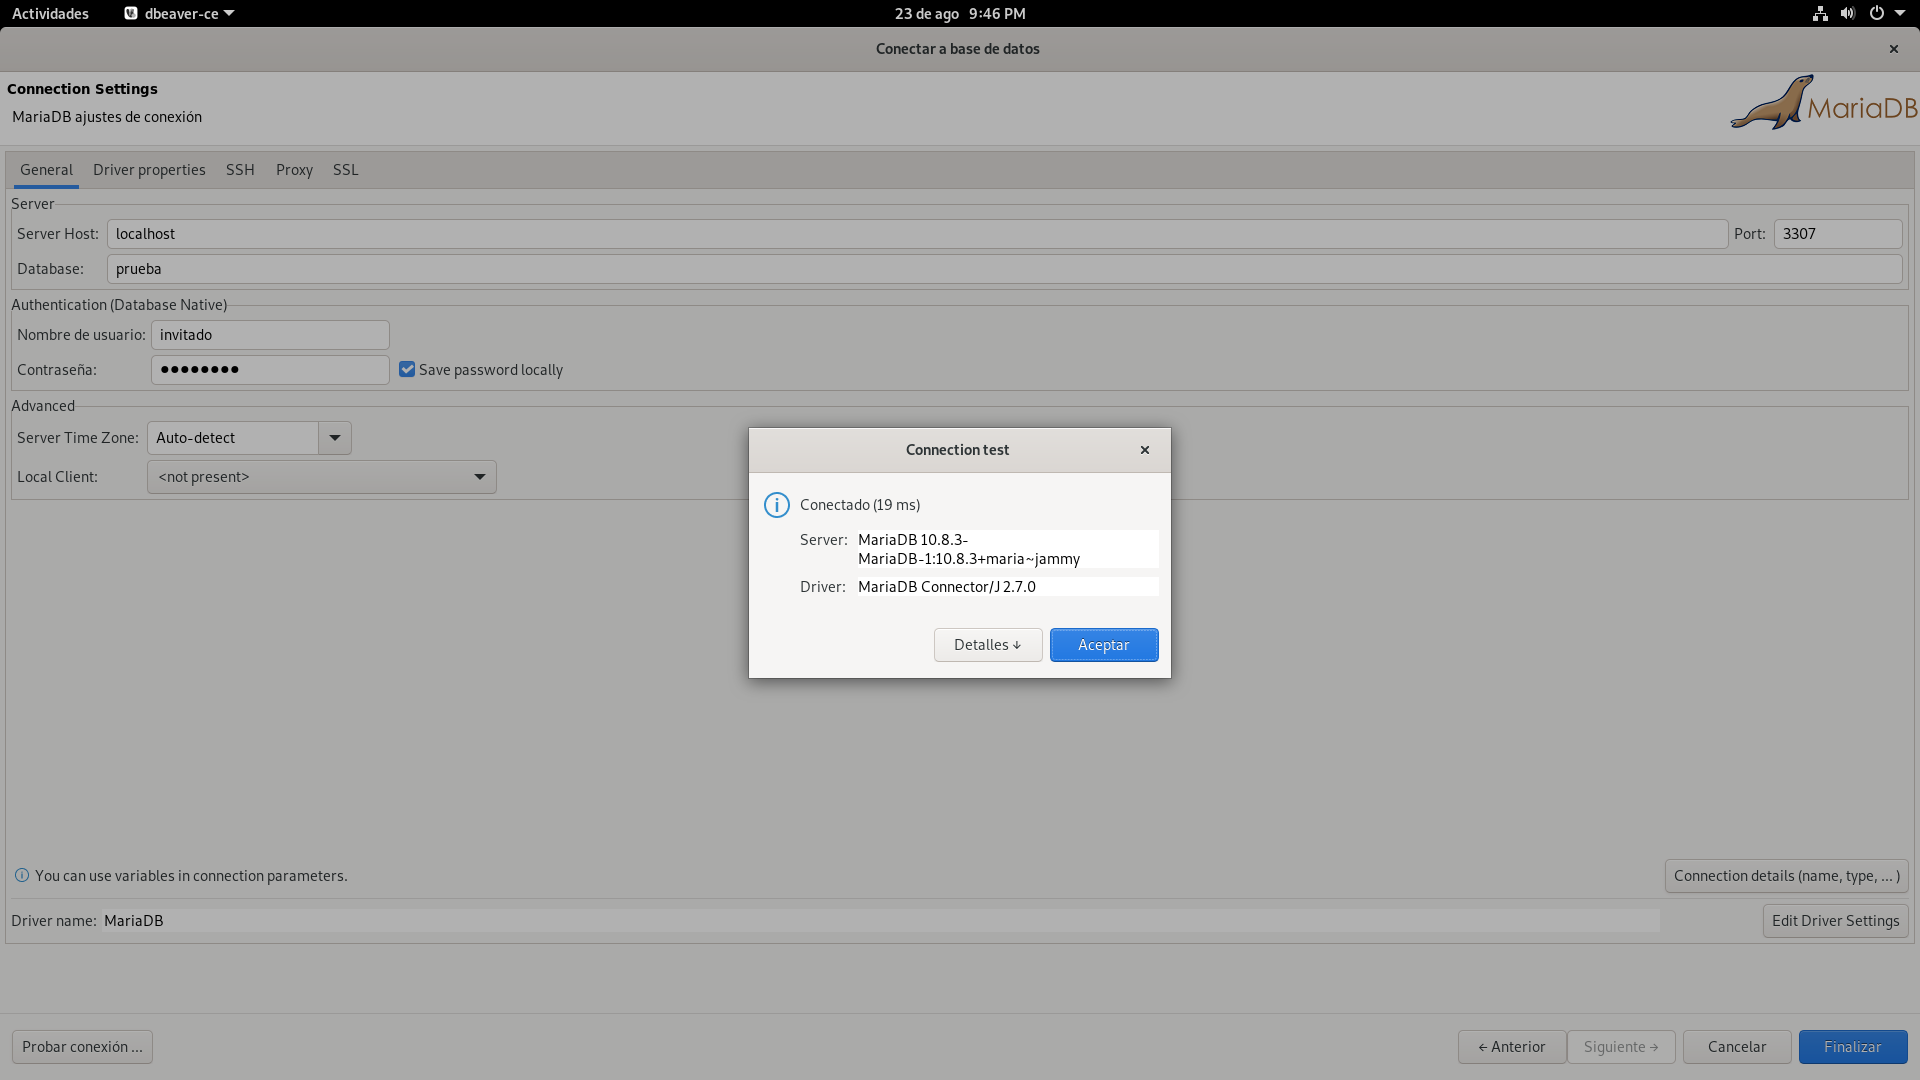 Actividades
dbeaver-ce
23 de ago 9:46 PM
Conectar a base de datos
Connection Settings
MariaDB ajustes de conexión
MariaDB
General
Driver properties
SSH
Proxy
SSL
Server
Server Host: localhost
Port: 3307
Database: prueba
Authentication (Database Native)
Nombre de usuario: invitado
Contraseña: ●●●●●●●●
Save password locally
Advanced
Server Time Zone: Auto-detect
Local Client: <not present>
Connection test
Conectado (19 ms)
Server: MariaDB 10.8.3-
MariaDB-1:10.8.3+maria~jammy
Driver: MariaDB Connector/J 2.7.0
Detalles ↓
Aceptar
You can use variables in connection parameters.
Connection details (name, type, ... )
Driver name: MariaDB
Edit Driver Settings
Probar conexión ...
← Anterior
Siguiente →
Cancelar
Finalizar